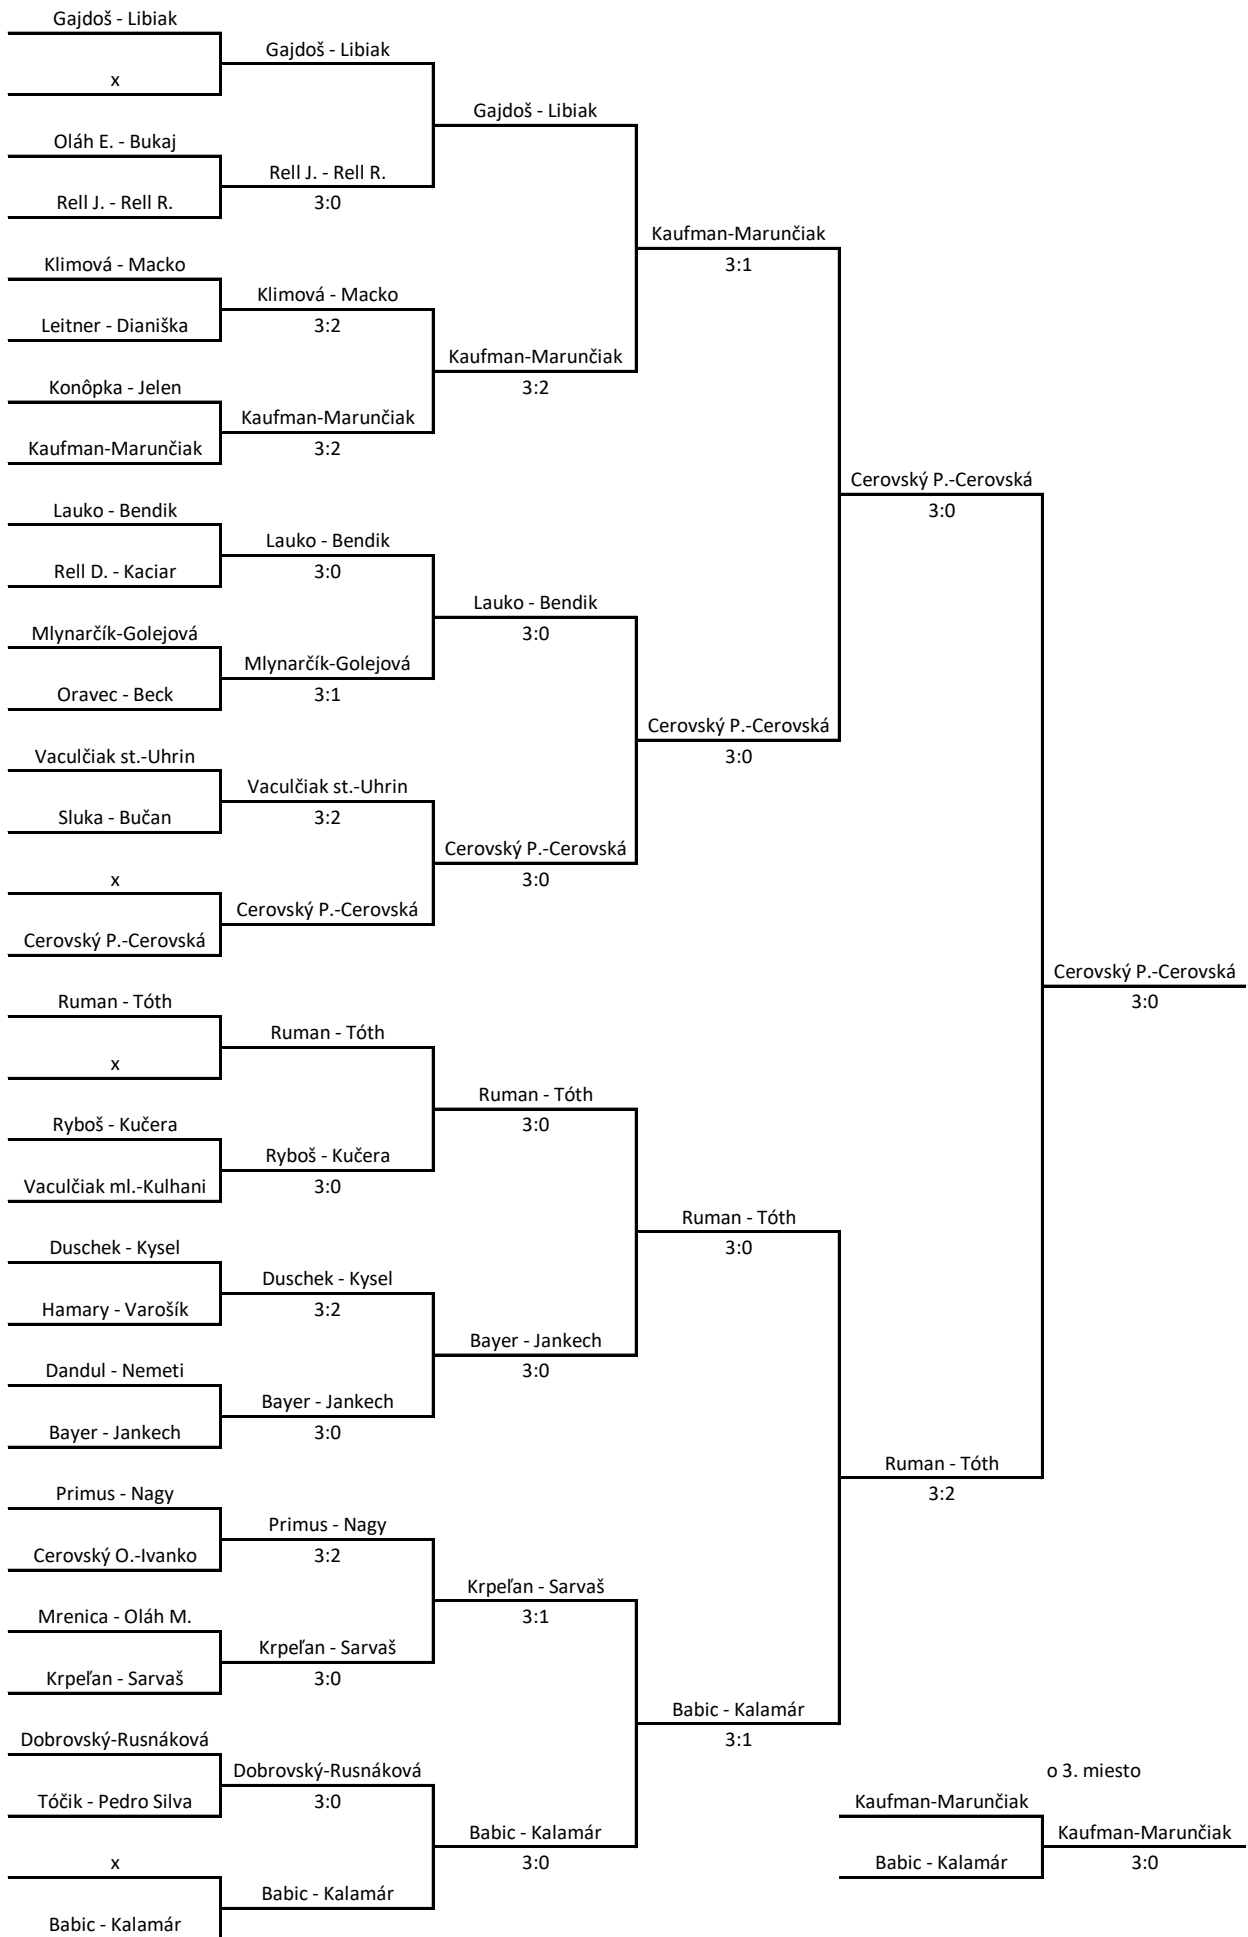 Gajdoš - Libiak
Gajdoš - Libiak
x
Gajdoš - Libiak
Oláh E. - Bukaj
Rell J. - Rell R.
Rell J. - Rell R.
3:0
Kaufman-Marunčiak
Klimová - Macko
3:1
Klimová - Macko
Leitner - Dianiška
3:2
Kaufman-Marunčiak
Konôpka - Jelen
3:2
Kaufman-Marunčiak
Kaufman-Marunčiak
3:2
Cerovský P.-Cerovská
Lauko - Bendik
3:0
Lauko - Bendik
Rell D. - Kaciar
3:0
Lauko - Bendik
Mlynarčík-Golejová
3:0
Mlynarčík-Golejová
Oravec - Beck
3:1
Cerovský P.-Cerovská
Vaculčiak st.-Uhrin
3:0
Vaculčiak st.-Uhrin
Sluka - Bučan
3:2
Cerovský P.-Cerovská
x
3:0
Cerovský P.-Cerovská
Cerovský P.-Cerovská
Cerovský P.-Cerovská
Ruman - Tóth
3:0
Ruman - Tóth
x
Ruman - Tóth
Ryboš - Kučera
3:0
Ryboš - Kučera
Vaculčiak ml.-Kulhani
3:0
Ruman - Tóth
Duschek - Kysel
3:0
Duschek - Kysel
Hamary - Varošík
3:2
Bayer - Jankech
Dandul - Nemeti
3:0
Bayer - Jankech
Bayer - Jankech
3:0
Ruman - Tóth
Primus - Nagy
3:2
Primus - Nagy
Cerovský O.-Ivanko
3:2
Krpeľan - Sarvaš
Mrenica - Oláh M.
3:1
Krpeľan - Sarvaš
Krpeľan - Sarvaš
3:0
Babic - Kalamár
Dobrovský-Rusnáková
3:1
Dobrovský-Rusnáková
o 3. miesto
Tóčik - Pedro Silva
3:0
Kaufman-Marunčiak
Babic - Kalamár
Kaufman-Marunčiak
x
3:0
Babic - Kalamár
3:0
Babic - Kalamár
Babic - Kalamár